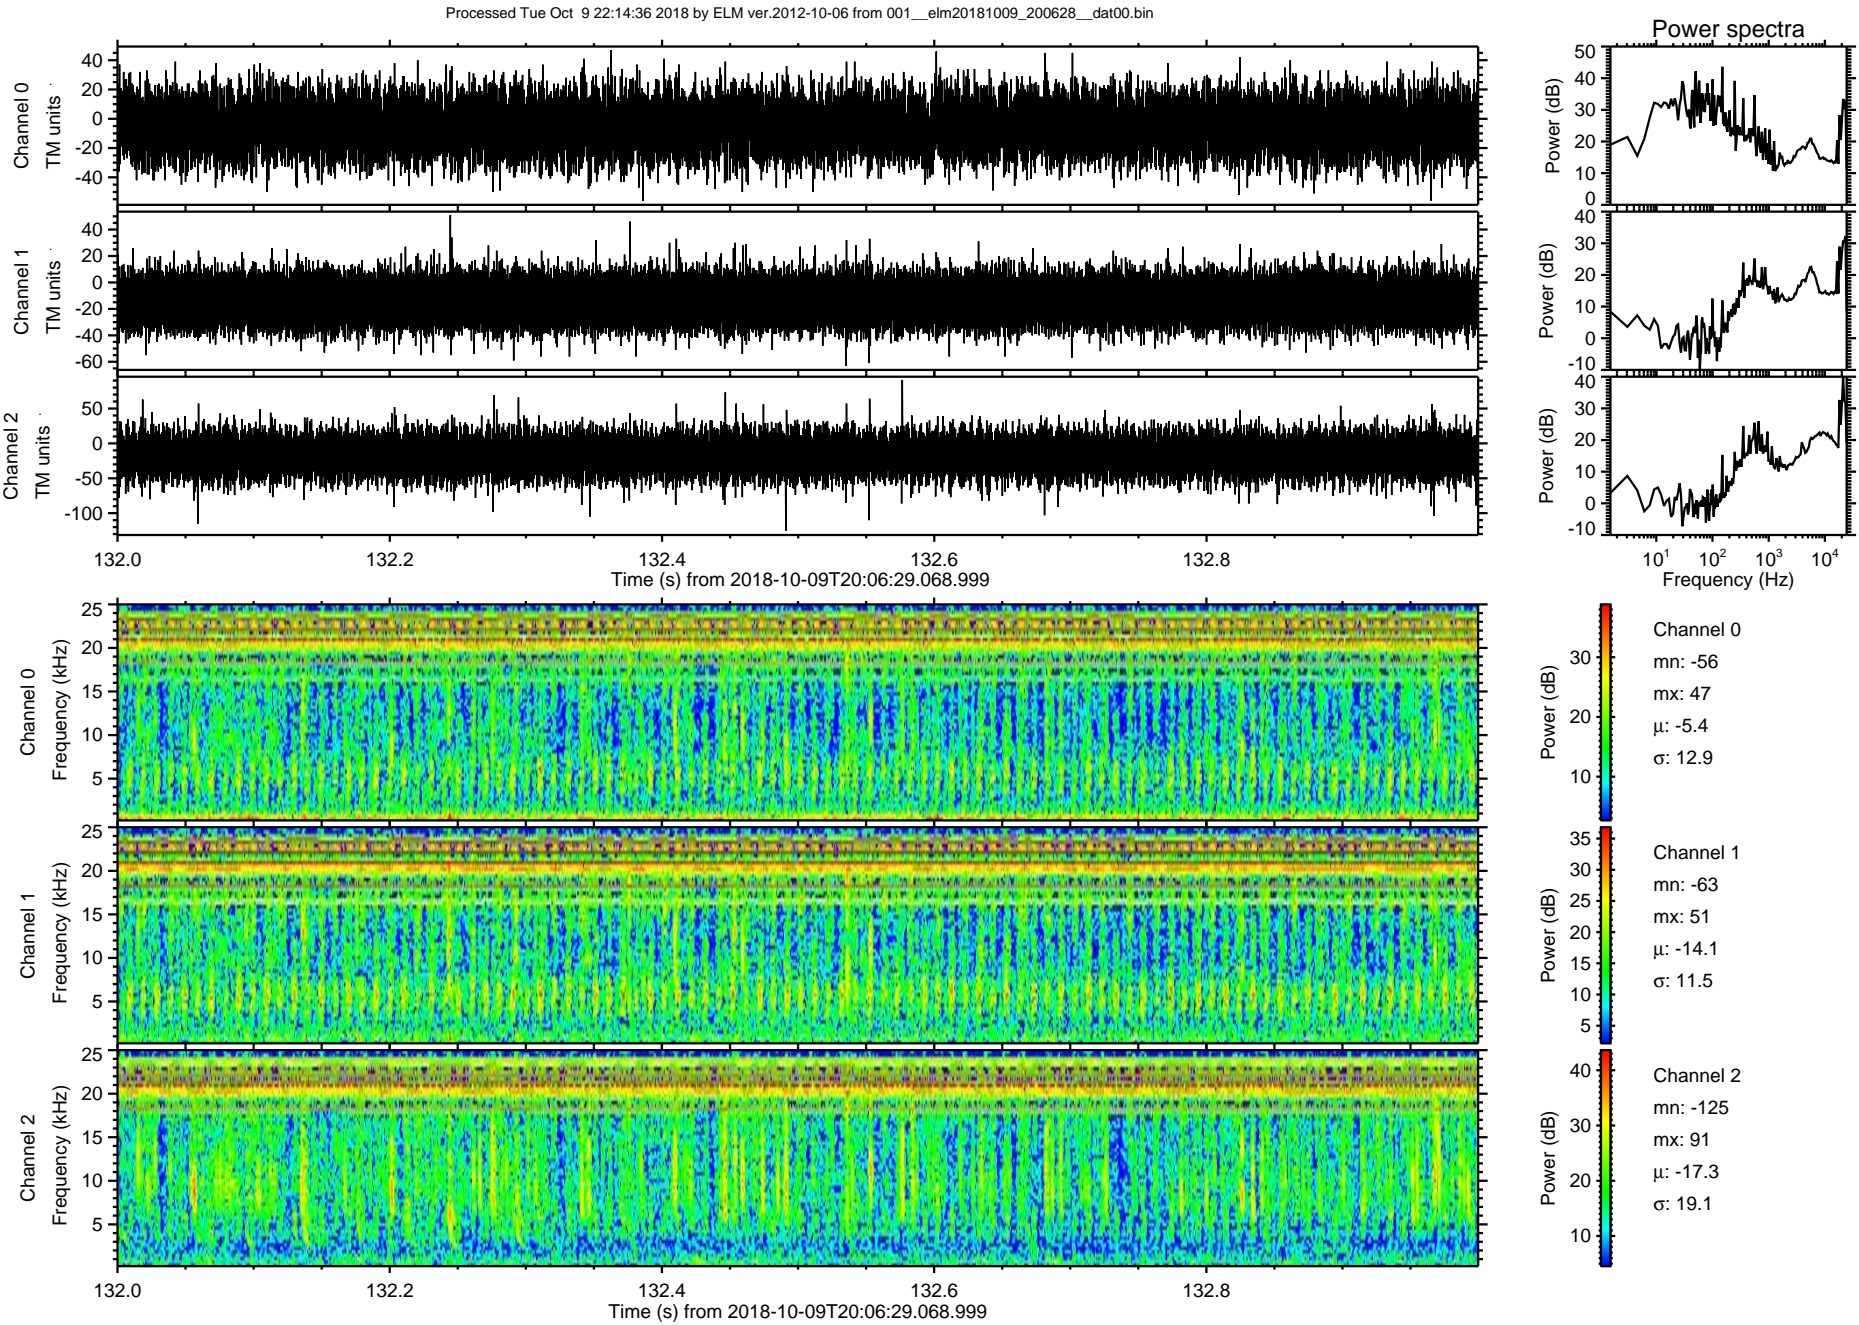 Processed Tue Oct  9 22:14:36 2018 by ELM ver.2012-10-06 from 001__elm20181009_200628__dat00.bin
Power spectra
Channel 0
TM units
40
20
0
-20
-40
Power (dB)
50
40
30
20
10
0
Channel 1
TM units
40
20
0
-20
-40
-60
Power (dB)
40
30
20
10
0
-10
Channel 2
TM units
50
0
-50
-100
Power (dB)
40
30
20
10
0
-10
132.0 132.2 132.4 132.6 132.8
Time (s) from 2018-10-09T20:06:29.068.999
10^1 10^2 10^3 10^4
Frequency (Hz)
Channel 0
Frequency (kHz)
25
20
15
10
5
Power (dB)
30
20
10
Channel 0
mn: -56
mx: 47
μ: -5.4
σ: 12.9
Channel 1
Frequency (kHz)
25
20
15
10
5
Power (dB)
35
30
25
20
15
10
5
Channel 1
mn: -63
mx: 51
μ: -14.1
σ: 11.5
Channel 2
Frequency (kHz)
25
20
15
10
5
Power (dB)
40
30
20
10
Channel 2
mn: -125
mx: 91
μ: -17.3
σ: 19.1
132.0 132.2 132.4 132.6 132.8
Time (s) from 2018-10-09T20:06:29.068.999